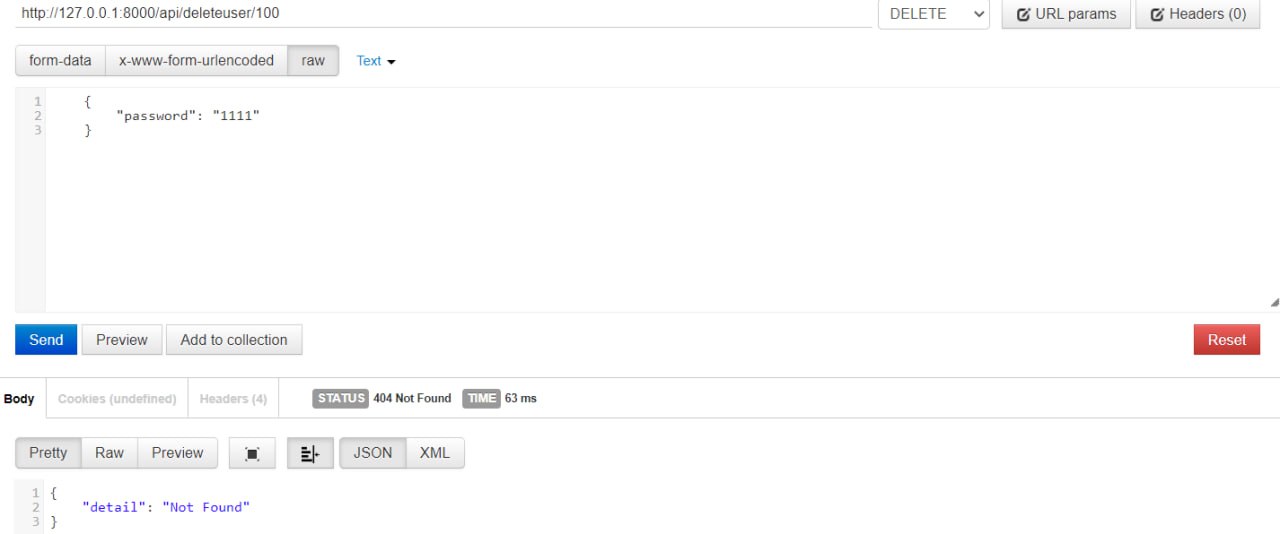 http://127.0.0.1:8000/api/deleteuser/100 DELETE URL params Headers (0)
form-data x-www-form-urlencoded raw Text
1 {
2 "password": "1111"
3 }
Send Preview Add to collection Reset
Body Cookies (undefined) Headers (4) STATUS 404 Not Found TIME 63 ms
Pretty Raw Preview JSON XML
1 {
2 "detail": "Not Found"
3 }